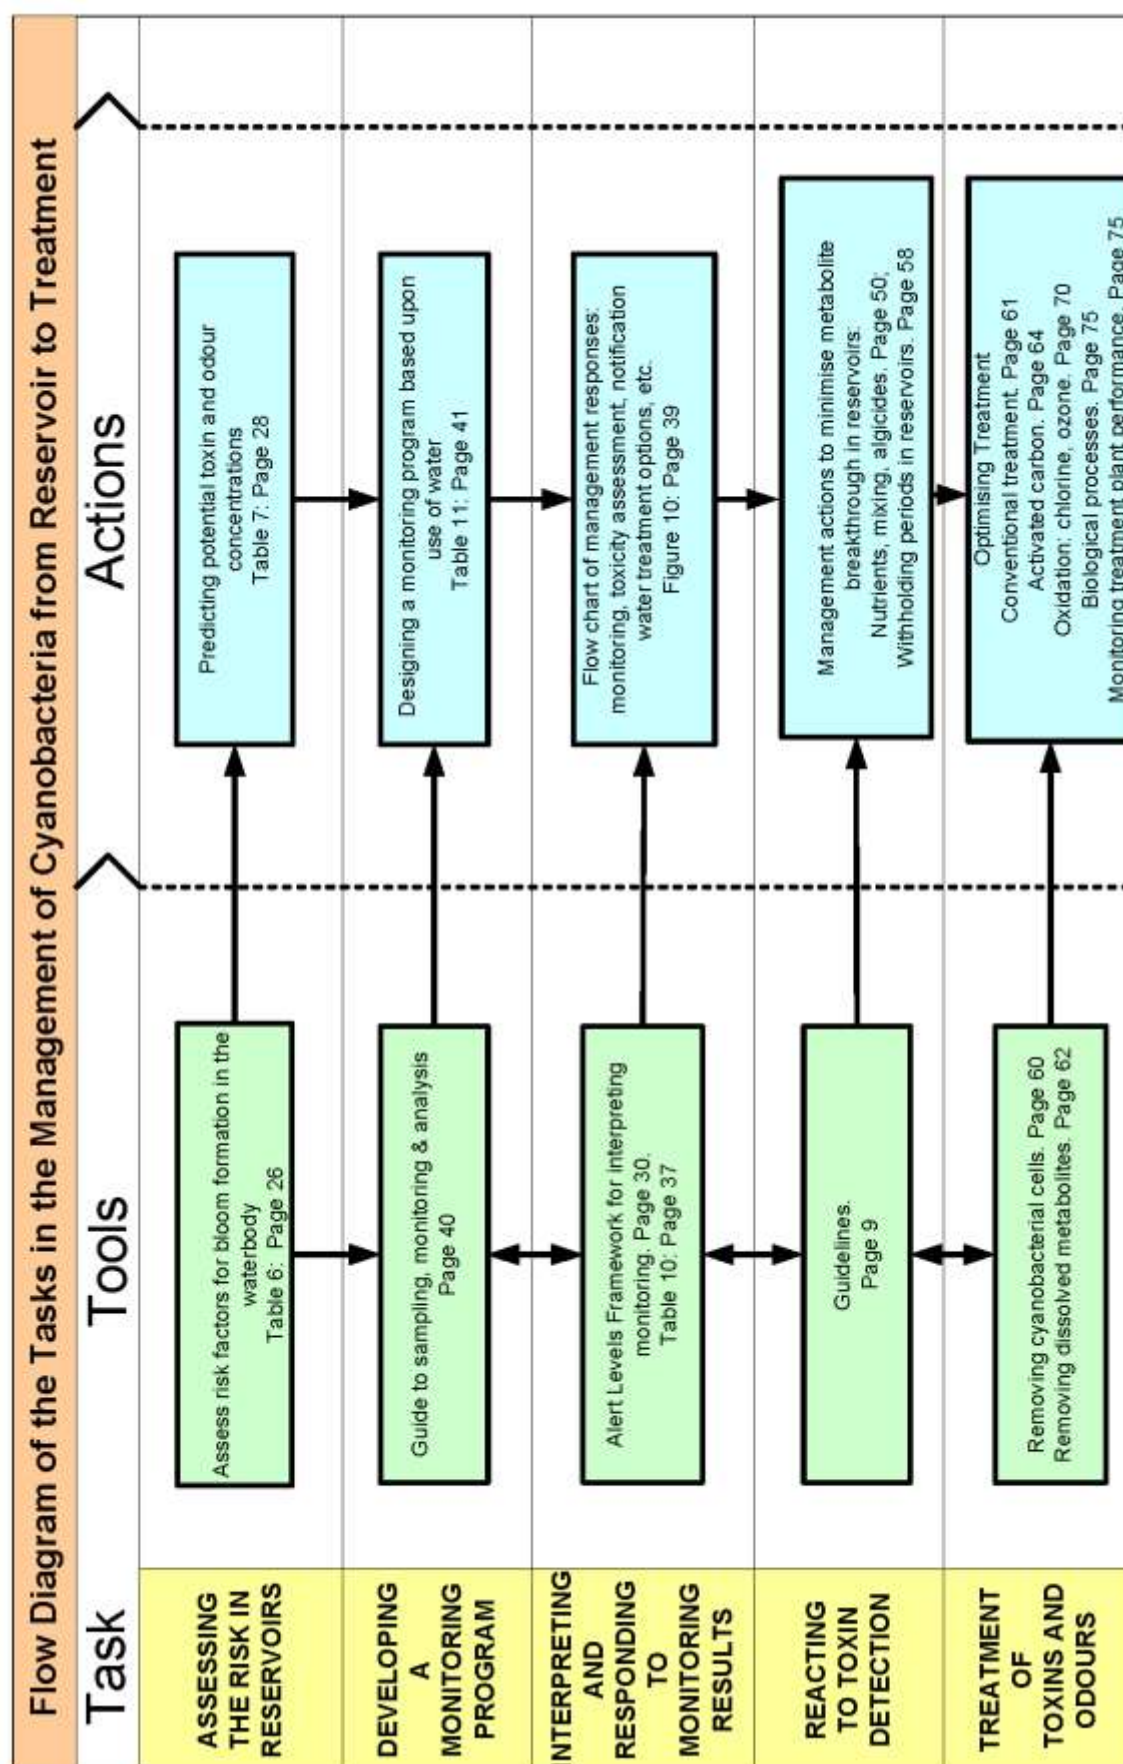 Flow Diagram of the Tasks in the Management of Cyanobacteria from Reservoir to Treatment
Task
Tools
Actions
ASSESSING
THE RISK IN
RESERVOIRS
Assess risk factors for bloom formation in the
waterbody
Table 6: Page 26
Predicting potential toxin and odour
concentrations
Table 7: Page 28
DEVELOPING
A
MONITORING
PROGRAM
Guide to sampling, monitoring & analysis
Page 40
Designing a monitoring program based upon
use of water
Table 11: Page 41
NTERPRETING
AND
RESPONDING
TO
MONITORING
RESULTS
Alert Levels Framework for interpreting
monitoring. Page 30.
Table 10: Page 37
Flow chart of management responses:
monitoring, toxicity assessment, notification
water treatment options, etc.
Figure 10: Page 39
REACTING
TO TOXIN
DETECTION
Guidelines.
Page 9
Management actions to minimise metabolite
breakthrough in reservoirs:
Nutrients, mixing, algicides. Page 50;
Withholding periods in reservoirs. Page 58
TREATMENT
OF
TOXINS AND
ODOURS
Removing cyanobacterial cells. Page 60
Removing dissolved metabolites. Page 62
Optimising Treatment
Conventional treatment. Page 61
Activated carbon. Page 64
Oxidation: chlorine, ozone. Page 70
Biological processes. Page 75
Monitoring treatment plant performance. Page 75